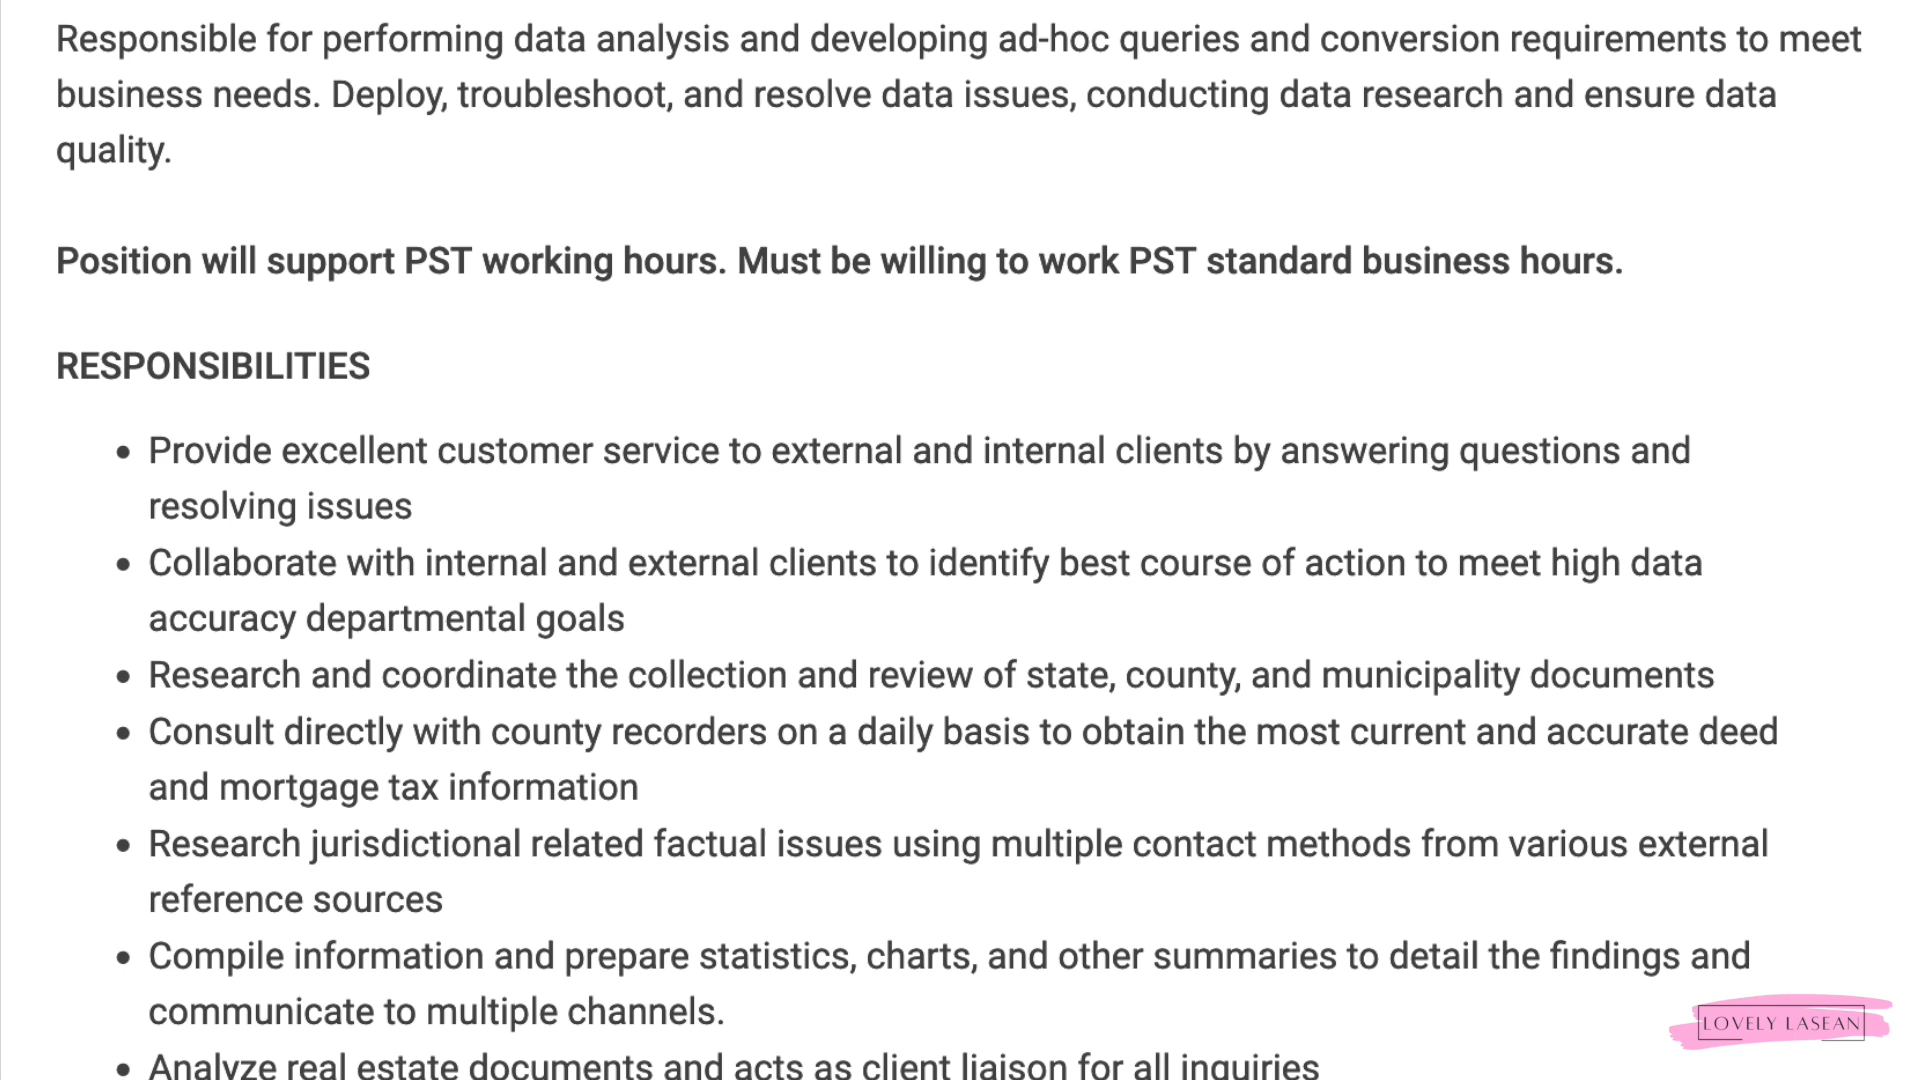 Responsible for performing data analysis and developing ad-hoc queries and conversion requirements to meet
business needs. Deploy, troubleshoot, and resolve data issues, conducting data research and ensure data
quality.
Position will support PST working hours. Must be willing to work PST standard business hours.
RESPONSIBILITIES
• Provide excellent customer service to external and internal clients by answering questions and
resolving issues
• Collaborate with internal and external clients to identify best course of action to meet high data
accuracy departmental goals
• Research and coordinate the collection and review of state, county, and municipality documents
• Consult directly with county recorders on a daily basis to obtain the most current and accurate deed
and mortgage tax information
• Research jurisdictional related factual issues using multiple contact methods from various external
reference sources
• Compile information and prepare statistics, charts, and other summaries to detail the findings and
communicate to multiple channels.
• Analyze real estate documents and acts as client liaison for all inquiries
LOVELY LASEAN